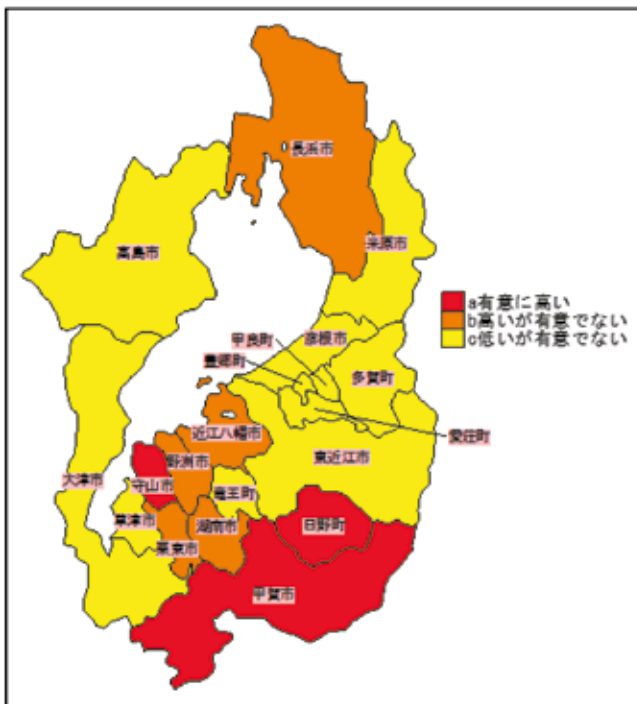 長浜市
高島市
米原市
a有意に高い
b高いが有意でない
c低いが有意でない
彦根市
甲良町
豊郷町
多賀町
愛荘町
近江八幡市
東近江市
野洲市
大津市
守山市
竜王町
草津市
湖南市
日野町
栗東市
甲賀市